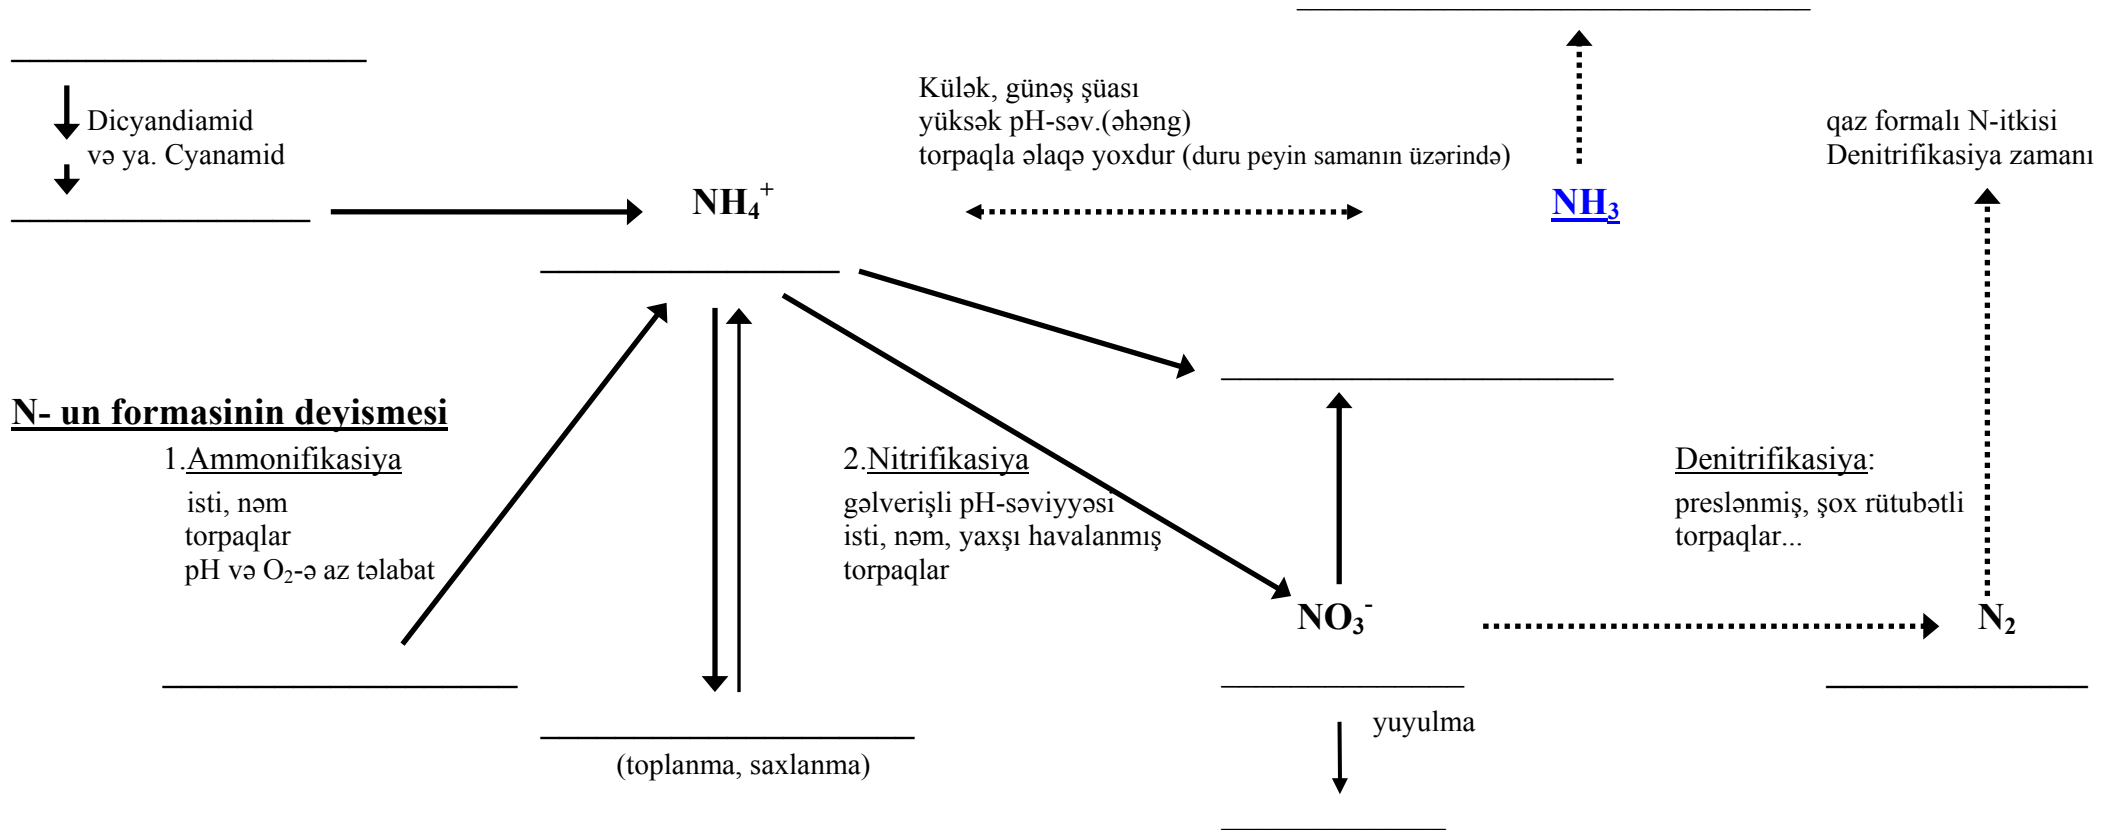 Dicyandiamid
və ya. Cyanamid
Külək, günəş şüası
yüksək pH-səv.(əhəng)
torpaqla əlaqə yoxdur (duru peyin samanın üzərində)
qaz formalı N-itkisi
Denitrifikasiya zamanı
NH₄⁺
NH₃
N- un formasinin deyismesi
1.Ammonifikasiya
isti, nəm
torpaqlar
pH və O₂-ə az təlabat
2.Nitrifikasiya
gəlverişli pH-səviyyəsi
isti, nəm, yaxşı havalanmış
torpaqlar
Denitrifikasiya:
preslənmiş, şox rütubətli
torpaqlar...
NO₃⁻
N₂
yuyulma
(toplanma, saxlanma)